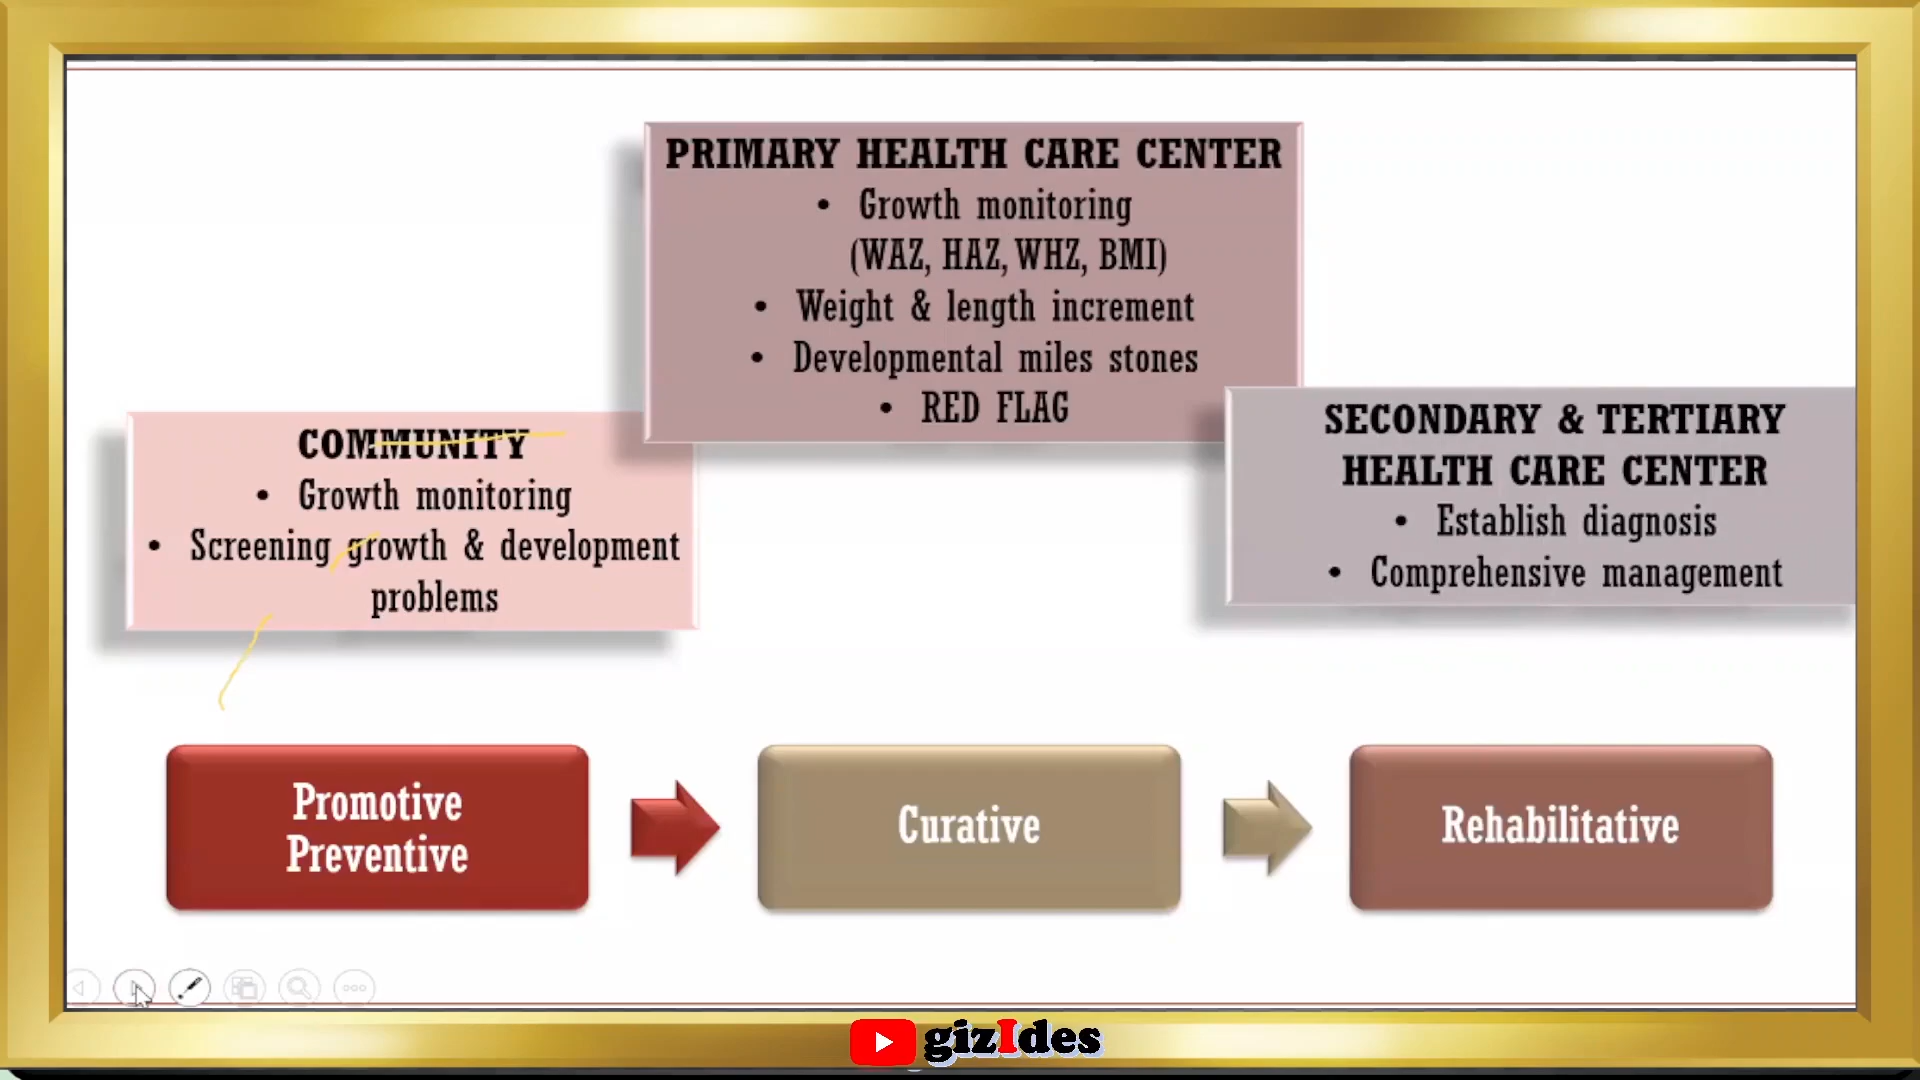 PRIMARY HEALTH CARE CENTER
• Growth monitoring
(WAZ, HAZ, WHZ, BMI)
• Weight & length increment
• Developmental miles stones
• RED FLAG
COMMUNITY
• Growth monitoring
• Screening growth & development
problems
SECONDARY & TERTIARY
HEALTH CARE CENTER
• Establish diagnosis
• Comprehensive management
Promotive
Preventive
Curative
Rehabilitative
gizIdes